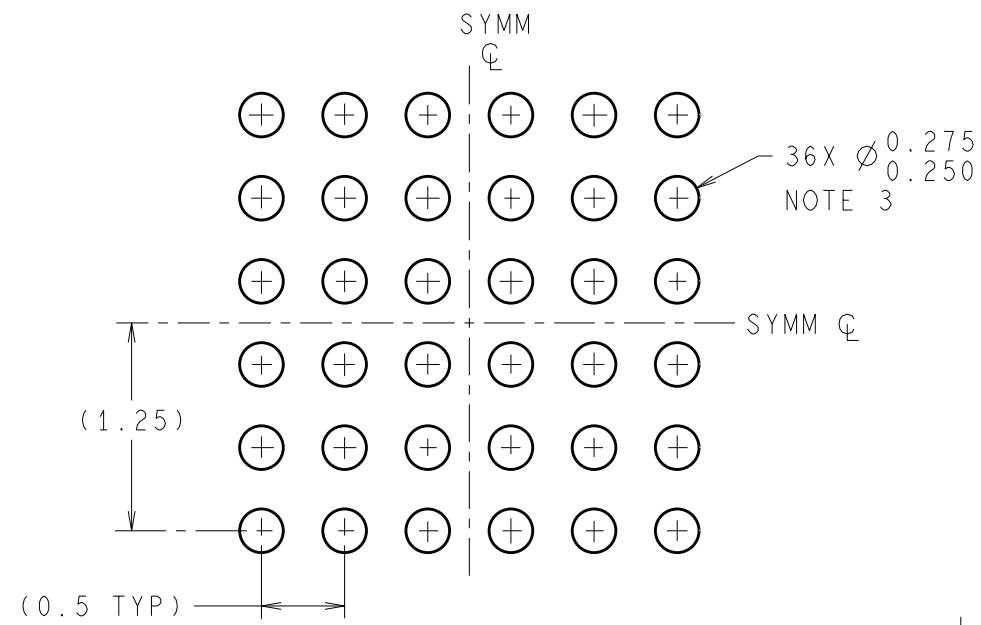 SYMM
℄
36X ⌀ 0.275
0.250
NOTE 3
SYMM ℄
(1.25)
(0.5 TYP)